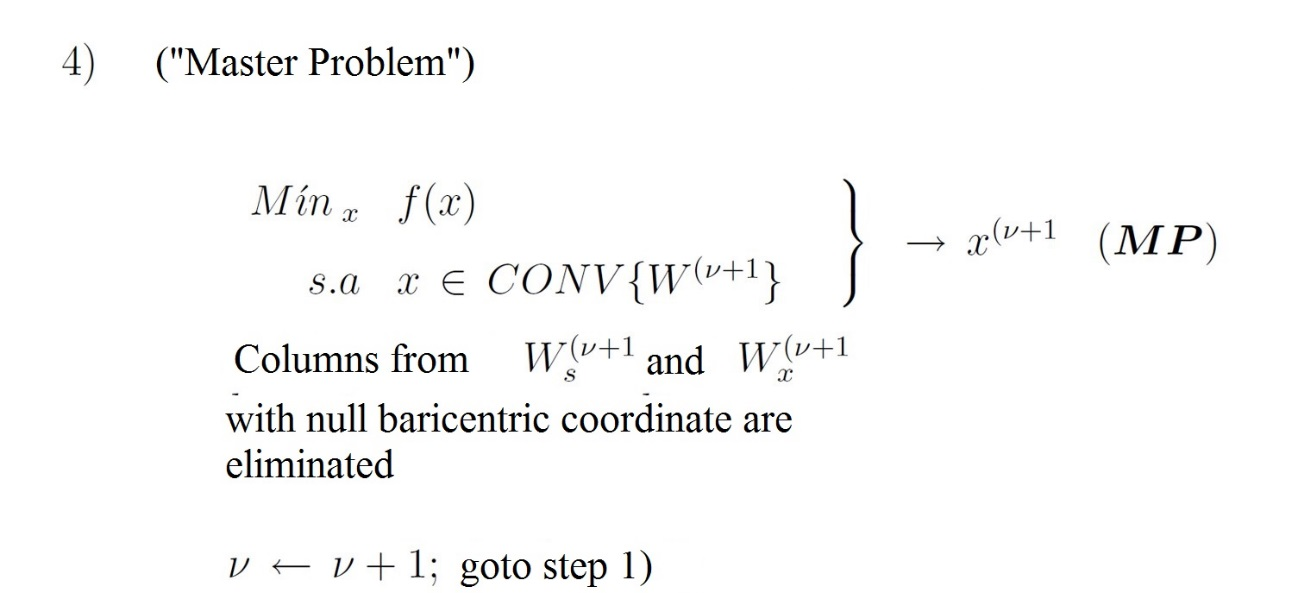 4) ("Master Problem")
Mín x f(x)
s.a x ∈ CONV{W^(ν+1}
} → x^(ν+1 (MP)
Columns from W_s^(ν+1 and W_x^(ν+1
with null baricentric coordinate are
eliminated
ν ← ν + 1; goto step 1)